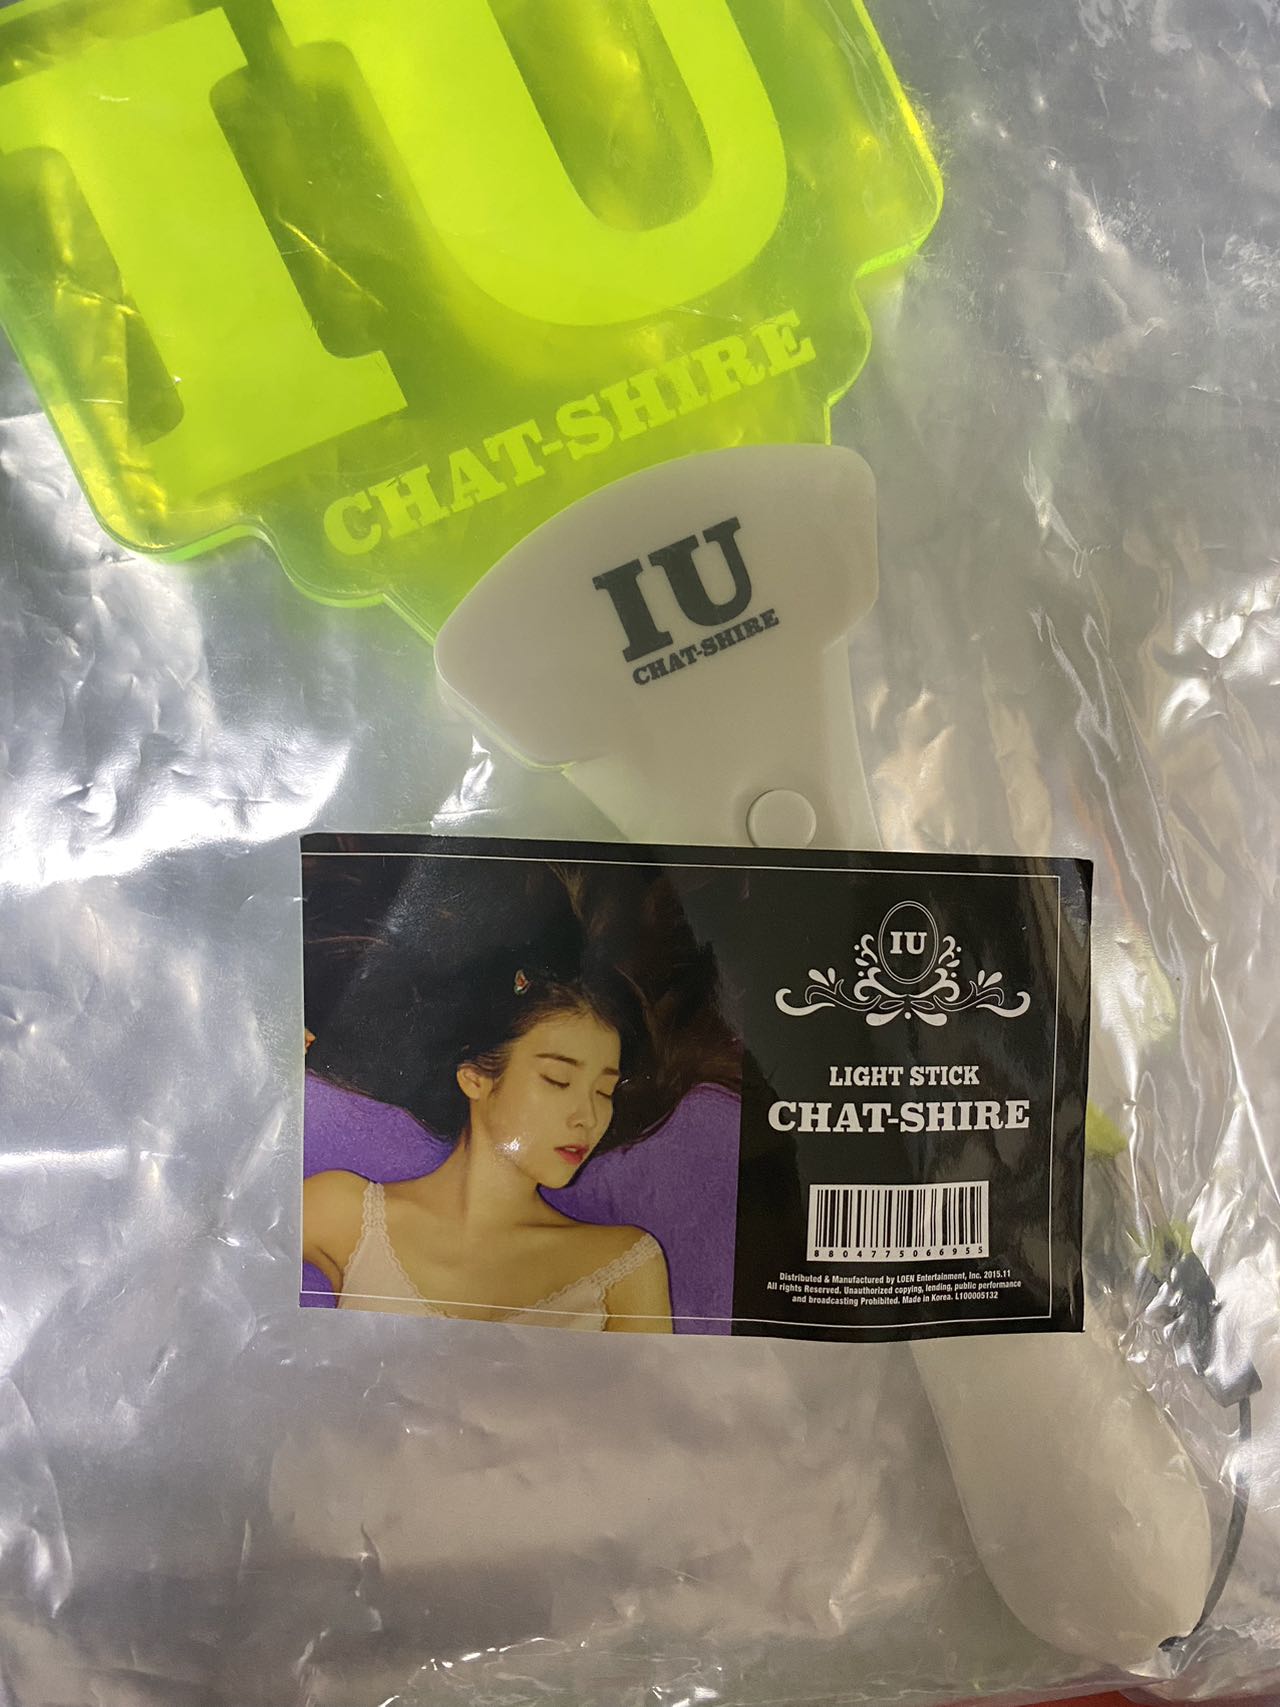 IU
CHAT-SHIRE
IU
CHAT-SHIRE
IU
LIGHT STICK
CHAT-SHIRE
8804775066955
Distributed & Manufactured by LOEN Entertainment, Inc. 2015.11
All rights Reserved. Unauthorized copying, lending, public performance
and broadcasting Prohibited. Made in Korea. L100005132